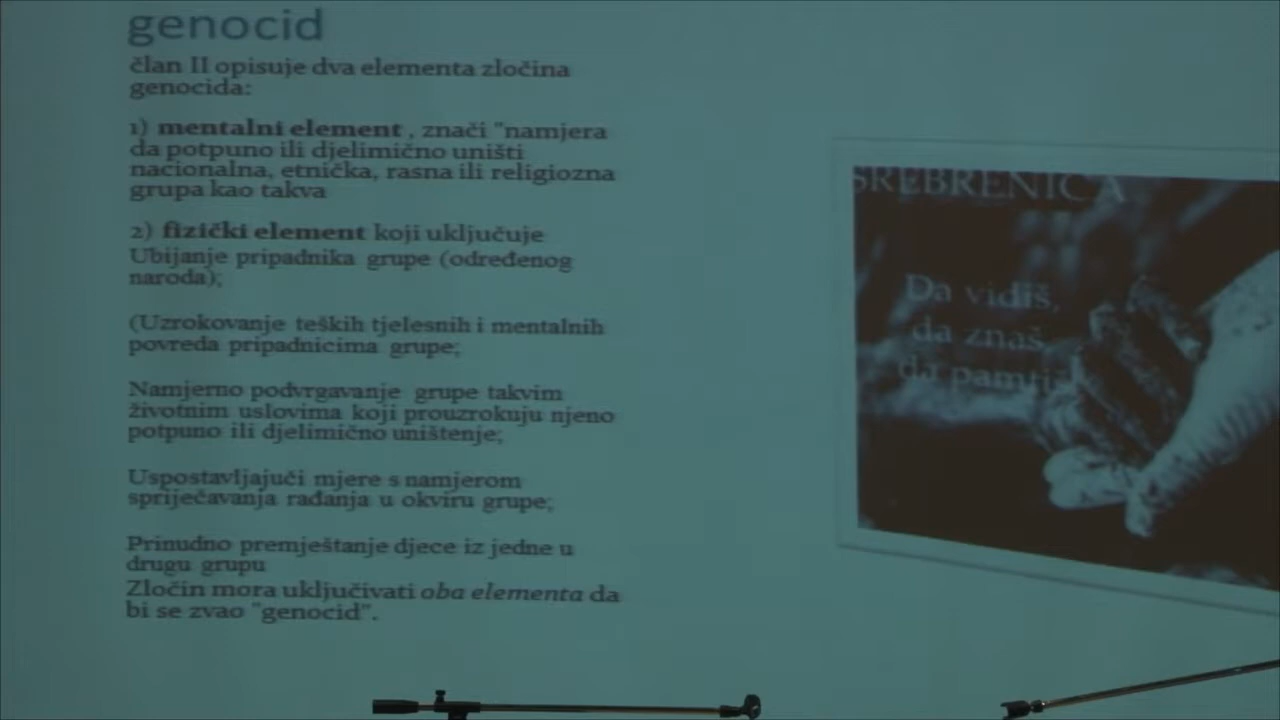 genocid
član II opisuje dva elementa zločina
genocida:
1) mentalni element , znači "namjera
da potpuno ili djelimično uništi
nacionalna, etnička, rasna ili religiozna
grupa kao takva
2) fizički element koji uključuje
Ubijanje pripadnika grupe (određenog
naroda);
(Uzrokovanje teških tjelesnih i mentalnih
povreda pripadnicima grupe;
Namjerno podvrgavanje grupe takvim
životnim uslovima koji prouzrokuju njeno
potpuno ili djelimično uništenje;
Uspostavljajući mjere s namjerom
spriječavanja rađanja u okviru grupe;
Prinudno premještanje djece iz jedne u
drugu grupu
Zločin mora uključivati oba elementa da
bi se zvao "genocid".
SREBRENICA
Da vidiš,
da znaš,
da pamtiš